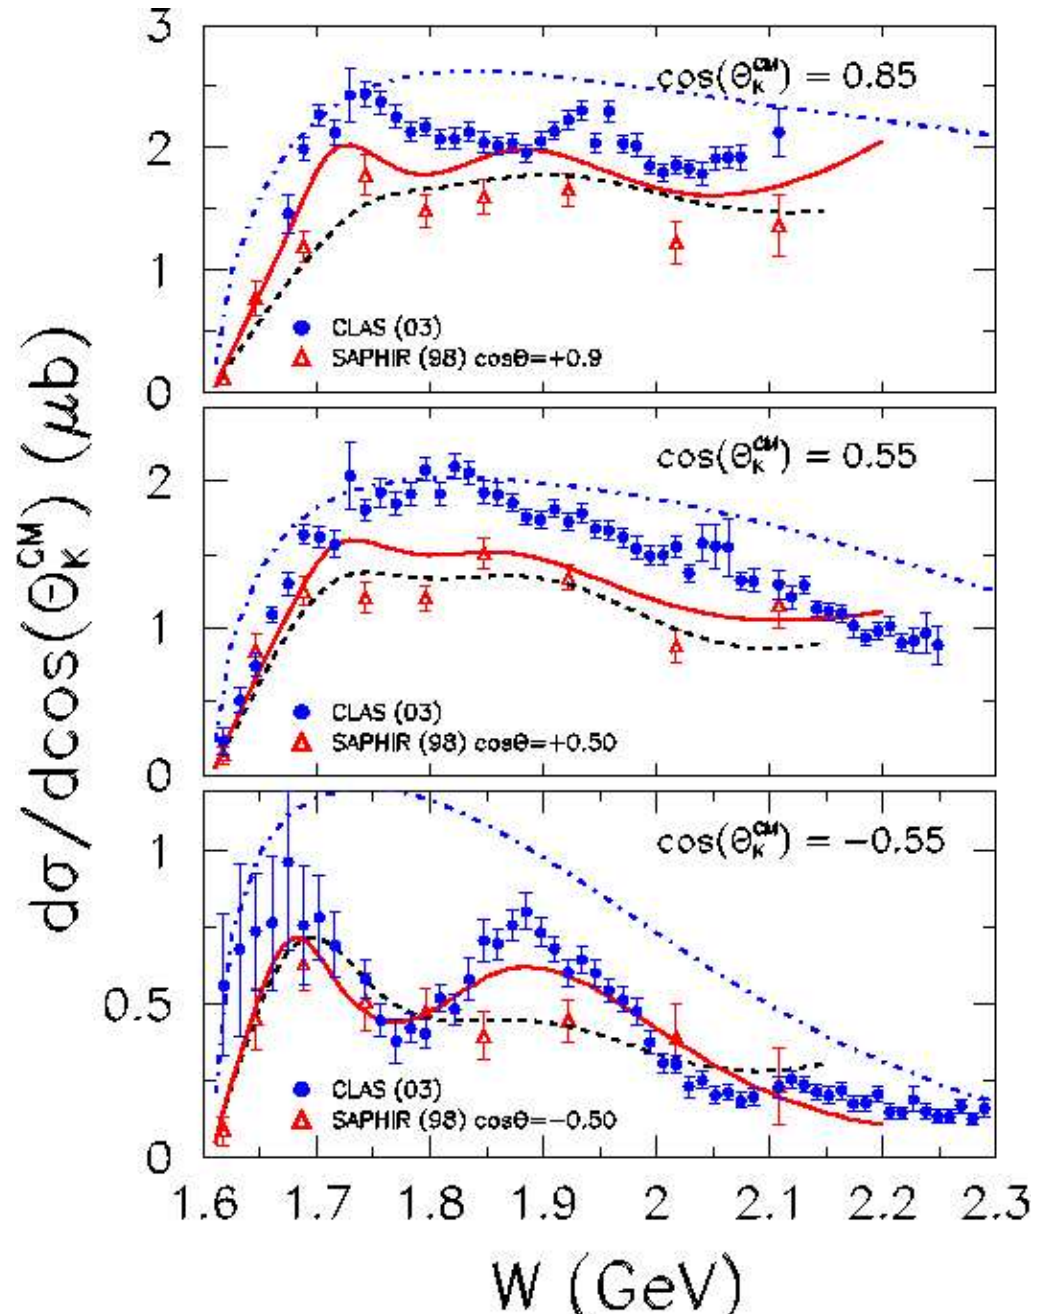 dσ/dcos(Θ_K^CM) (μb)
3
2
1
0
cos(Θ_K^CM) = 0.85
CLAS (03)
SAPHIR (98) cosθ=+0.9
2
1
0
cos(Θ_K^CM) = 0.55
CLAS (03)
SAPHIR (98) cosθ=+0.50
1
0.5
0
cos(Θ_K^CM) = −0.55
CLAS (03)
SAPHIR (98) cosθ=−0.50
1.6 1.7 1.8 1.9 2 2.1 2.2 2.3
W (GeV)